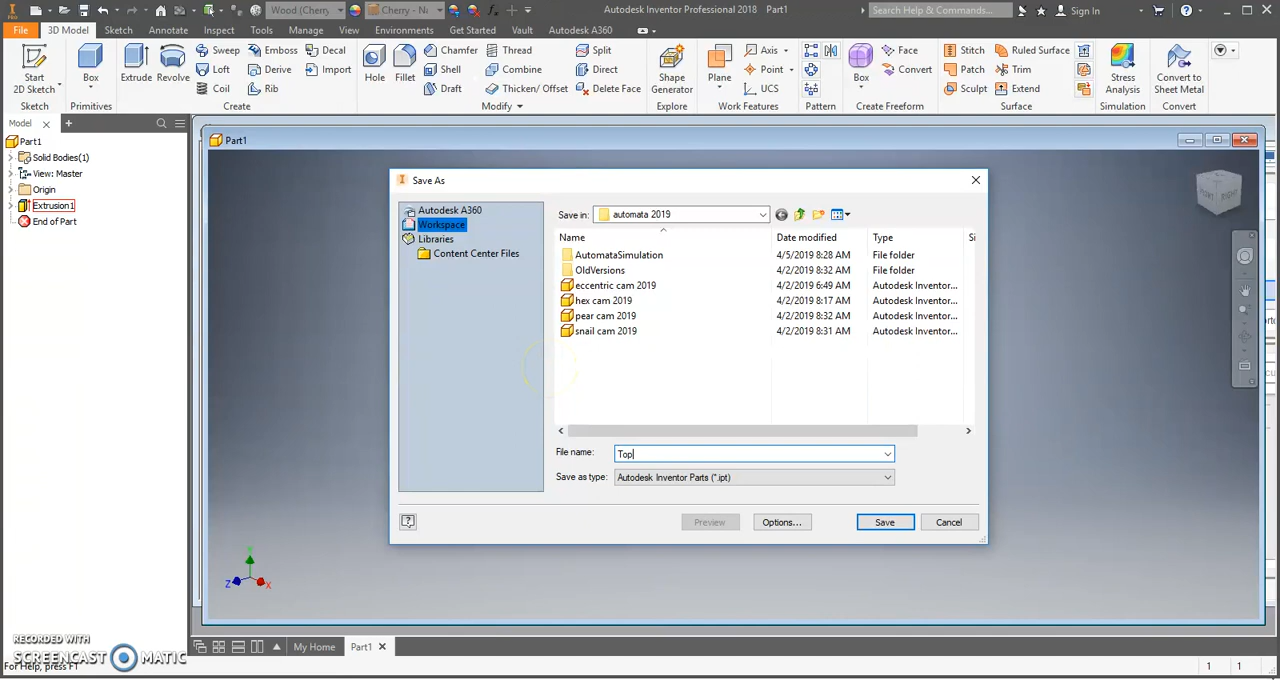 Wood (Cherry
Cherry - Na
Autodesk Inventor Professional 2018 Part1
Search Help & Commands...
Sign In
File 3D Model Sketch Annotate Inspect Tools Manage View Environments Get Started Vault Autodesk A360
Start
2D Sketch
Sketch
Box
Primitives
Extrude
Revolve
Sweep
Loft
Coil
Emboss
Derive
Rib
Decal
Import
Create
Hole
Fillet
Chamfer
Shell
Draft
Thread
Combine
Thicken/ Offset
Split
Direct
Delete Face
Modify
Shape
Generator
Explore
Plane
Axis
Point
UCS
Work Features
Pattern
Box
Face
Convert
Create Freeform
Stitch
Patch
Sculpt
Ruled Surface
Trim
Extend
Surface
Stress
Analysis
Simulation
Convert to
Sheet Metal
Convert
Model
Part1
Solid Bodies(1)
View: Master
Origin
Extrusion1
End of Part
Part1
Save As
Autodesk A360
Workspace
Libraries
Content Center Files
Save in: automata 2019
Name Date modified Type Si
AutomataSimulation 4/5/2019 8:28 AM File folder
OldVersions 4/2/2019 8:32 AM File folder
eccentric cam 2019 4/2/2019 6:49 AM Autodesk Inventor...
hex cam 2019 4/2/2019 8:17 AM Autodesk Inventor...
pear cam 2019 4/2/2019 8:32 AM Autodesk Inventor...
snail cam 2019 4/2/2019 8:31 AM Autodesk Inventor...
File name: Top
Save as type: Autodesk Inventor Parts (*.ipt)
Preview Options... Save Cancel
Z Y X
My Home Part1
RECORDED WITH
SCREENCAST MATIC
For Help, press F1
1 1